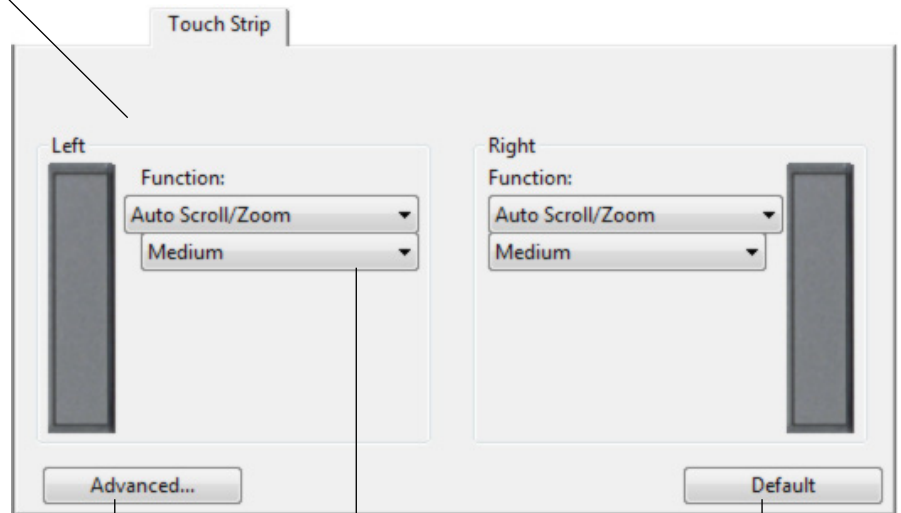 Touch Strip
Left
Function:
Auto Scroll/Zoom
Medium
Right
Function:
Auto Scroll/Zoom
Medium
Advanced...
Default